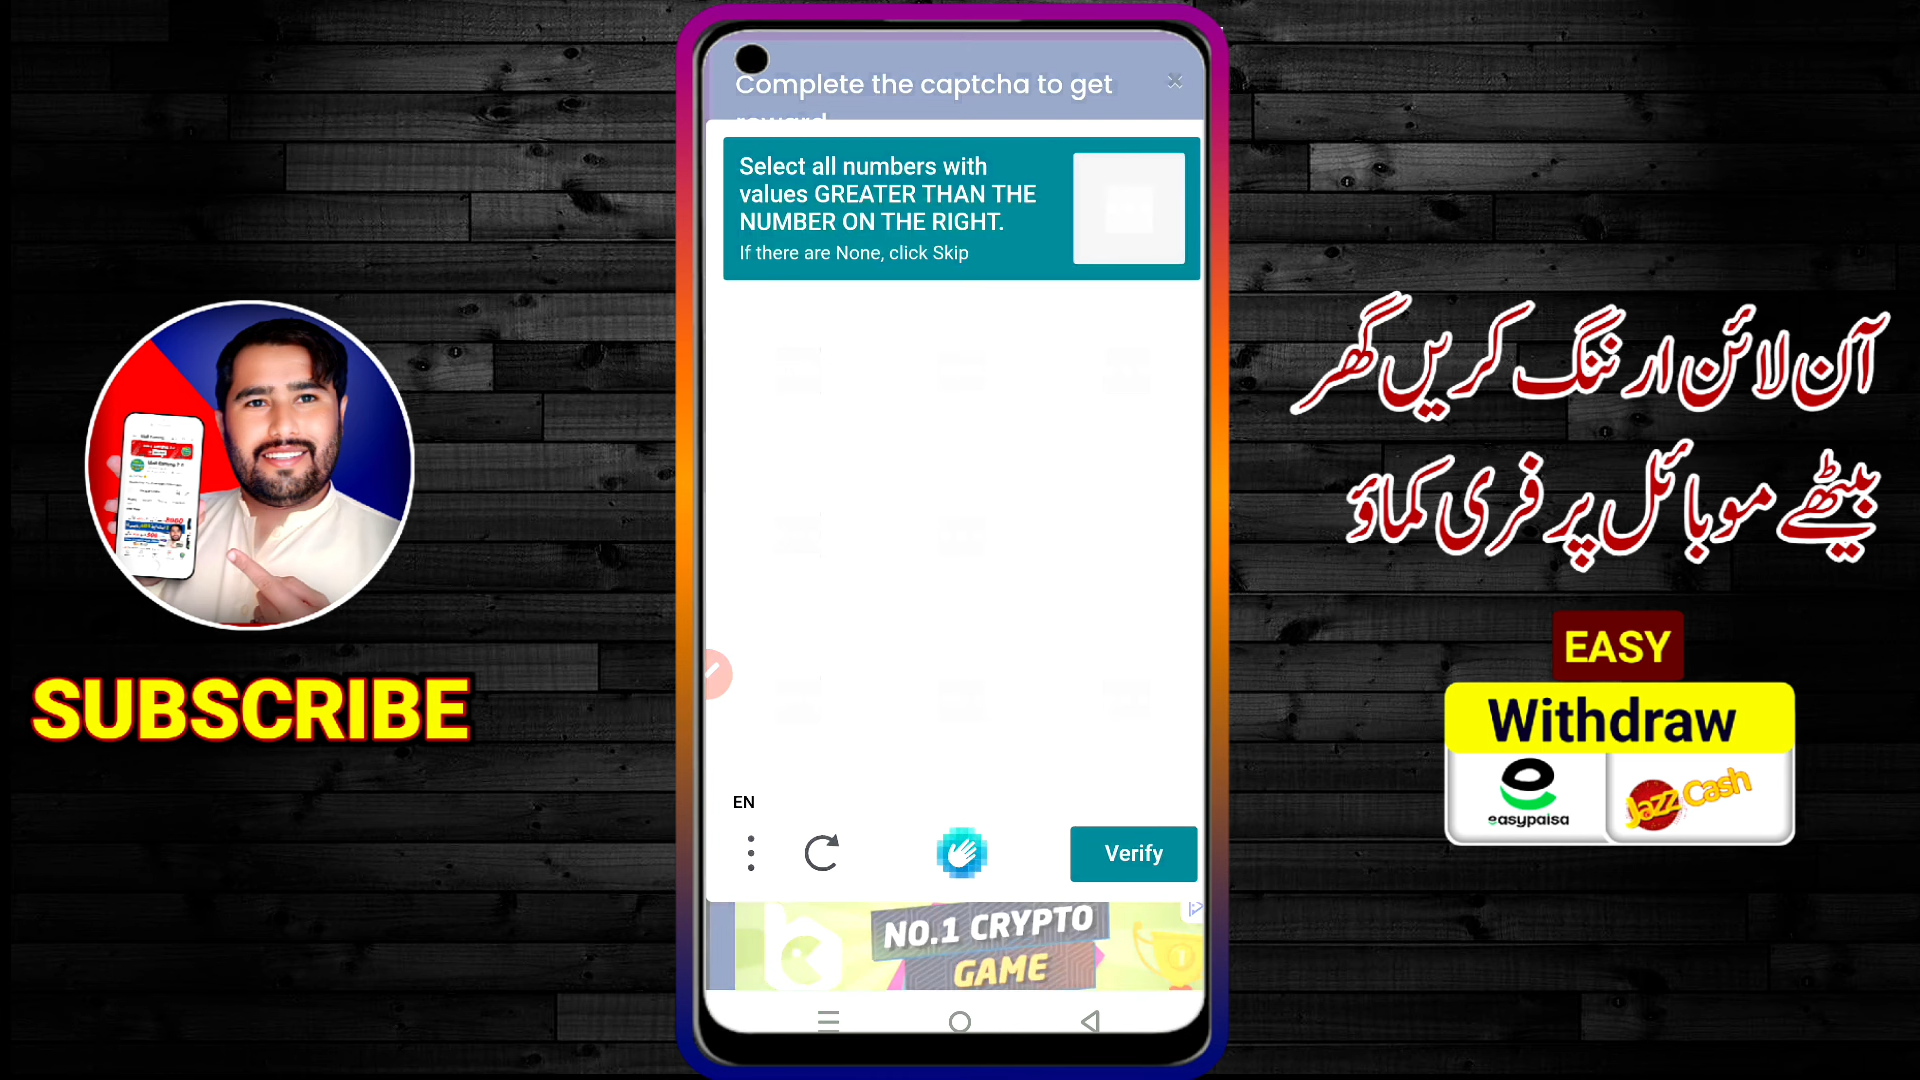 Complete the captcha to get
reward
Select all numbers with
values GREATER THAN THE
NUMBER ON THE RIGHT.
If there are None, click Skip
EN
Verify
NO.1 CRYPTO
GAME
SUBSCRIBE
آن لائن ارننگ کریں گھر
بیٹھے موبائل پر فری کماؤ
EASY
Withdraw
easypaisa
JazzCash